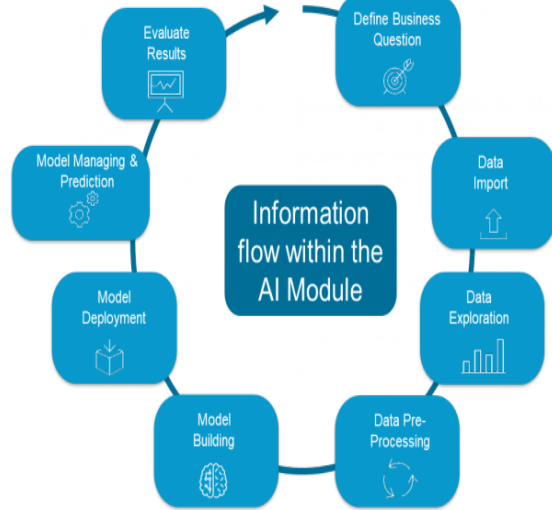 Define Business
Question
Data
Import
Data
Exploration
Data Pre-
Processing
Model
Building
Model
Deployment
Model Managing &
Prediction
Evaluate
Results
Information
flow within the
AI Module